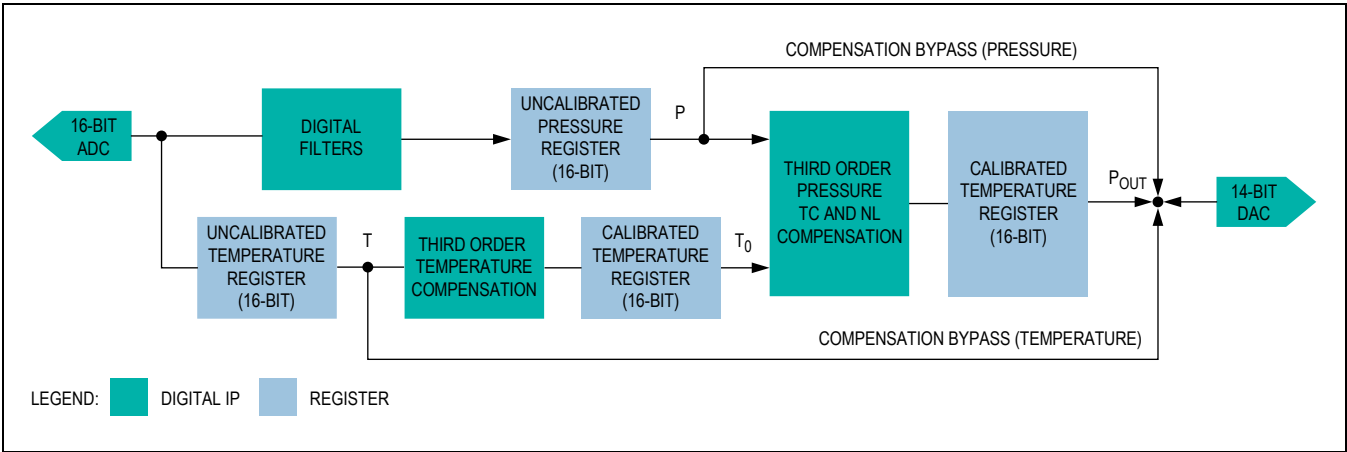 COMPENSATION BYPASS (PRESSURE)
16-BIT
ADC
DIGITAL
FILTERS
UNCALIBRATED
PRESSURE
REGISTER
(16-BIT)
P
THIRD ORDER
PRESSURE
TC AND NL
COMPENSATION
CALIBRATED
TEMPERATURE
REGISTER
(16-BIT)
POUT
14-BIT
DAC
UNCALIBRATED
TEMPERATURE
REGISTER
(16-BIT)
T
THIRD ORDER
TEMPERATURE
COMPENSATION
CALIBRATED
TEMPERATURE
REGISTER
(16-BIT)
T0
COMPENSATION BYPASS (TEMPERATURE)
LEGEND:
DIGITAL IP
REGISTER